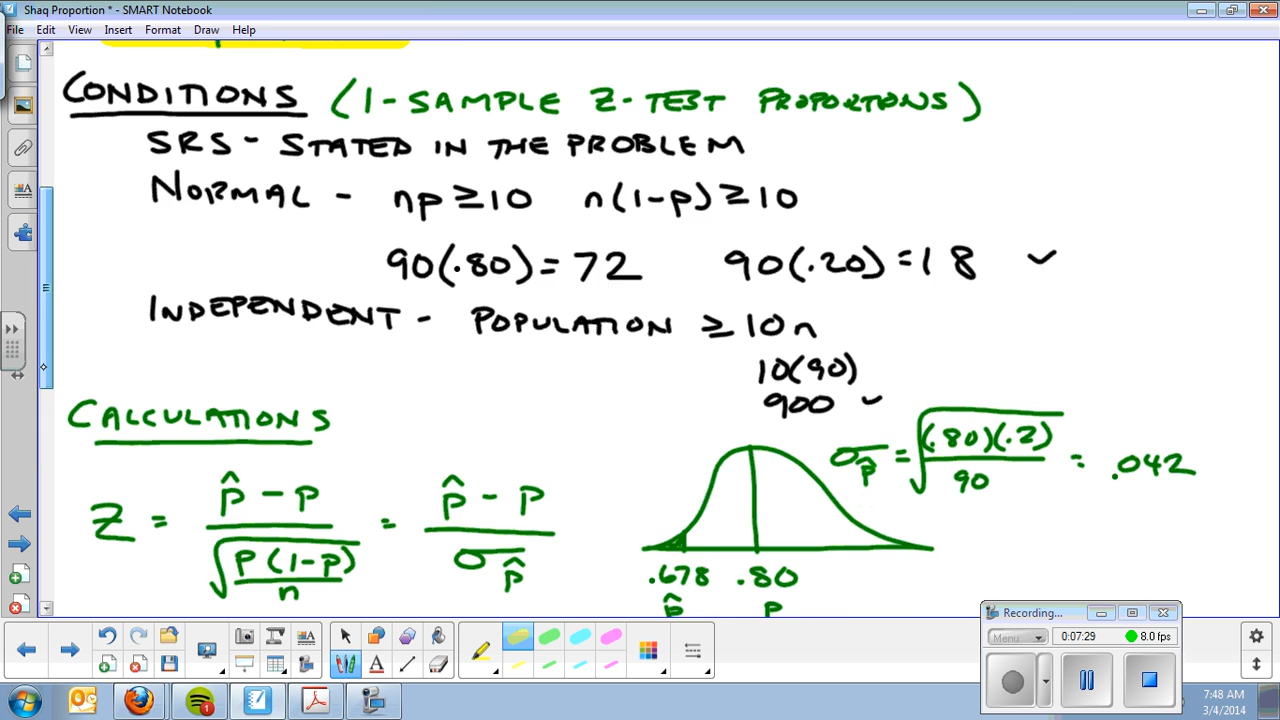 Shaq Proportion * - SMART Notebook
File Edit View Insert Format Draw Help
CONDITIONS (1-SAMPLE Z-TEST PROPORTIONS)
SRS - STATED IN THE PROBLEM
NORMAL - np ≥ 10 n(1-p) ≥ 10
90(.80) = 72 90(.20) = 18 ✓
INDEPENDENT - POPULATION ≥ 10n
10(90)
900 ✓
CALCULATIONS
σp̂ = √((.80)(.2)/90) = .042
Z = (p̂ - p)/√(p(1-p)/n) = (p̂ - p)/σp̂
.678 .80
p̂ p
Recording...
Menu 0:07:29 8.0 fps
7:48 AM
3/4/2014